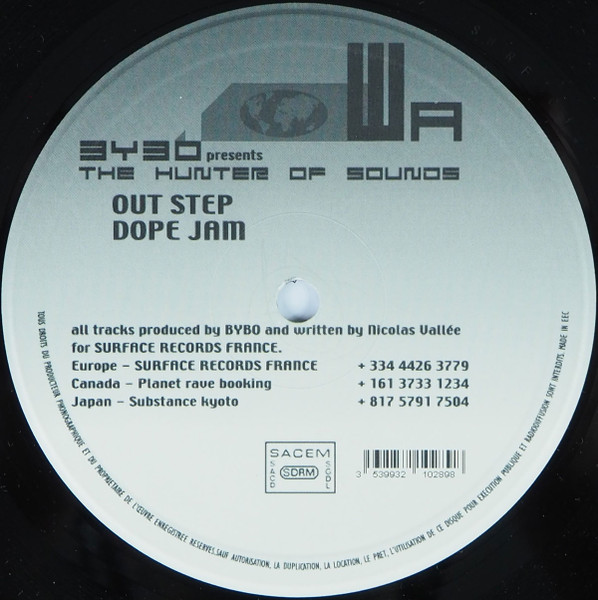 WA
BYBO presents
THE HUNTER OF SOUNDS
OUT STEP
DOPE JAM
all tracks produced by BYBO and written by Nicolas Vallée
for SURFACE RECORDS FRANCE.
Europe – SURFACE RECORDS FRANCE + 334 4426 3779
Canada – Planet rave booking + 161 3733 1234
Japan – Substance kyoto + 817 5791 7504
SACEM
SACD SDRM SGDL
3 539932 102898
TOUS DROITS DU PRODUCTEUR PHONOGRAPHIQUE ET DU PROPRIETAIRE DE L'ŒUVRE ENREGISTREE RESERVES.SAUF AUTORISATION, LA DUPLICATION, LA LOCATION, LE PRET, L'UTILISATION DE CE DISQUE POUR EXECUTION PUBLIQUE ET RADIODIFFUSION SONT INTERDITS. MADE IN EEC